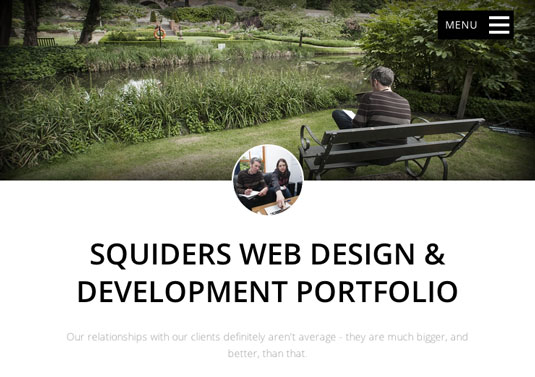 MENU
SQUIDERS WEB DESIGN &
DEVELOPMENT PORTFOLIO
Our relationships with our clients definitely aren't average - they are much bigger, and
better, than that.